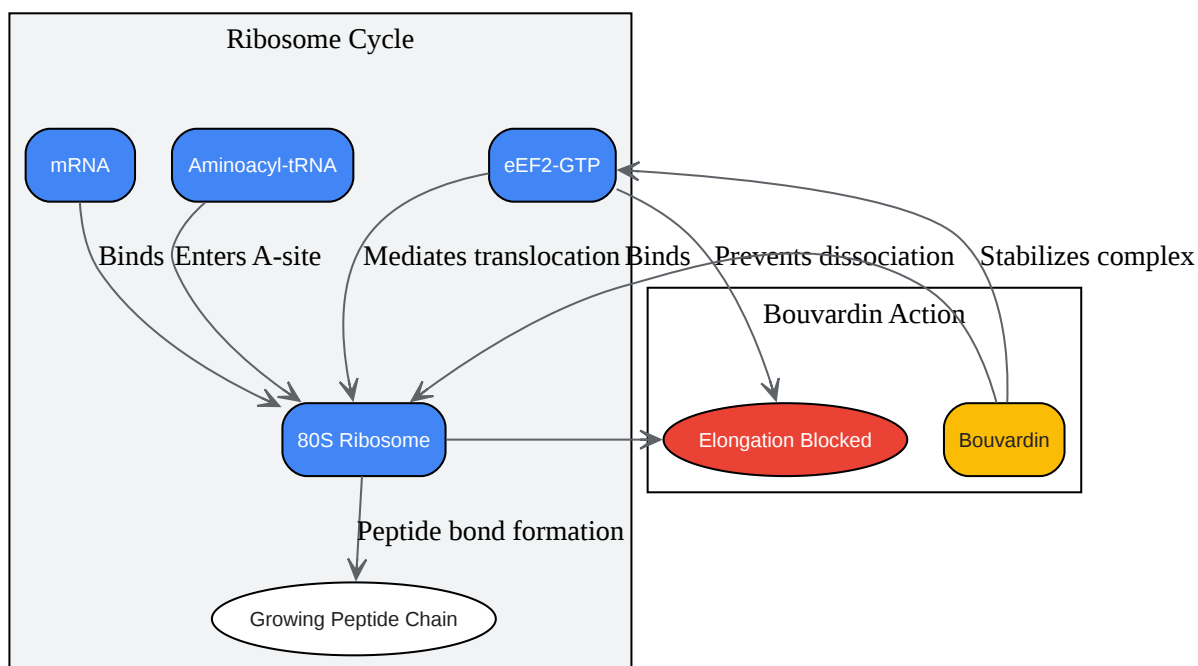 Ribosome Cycle
mRNA
Aminoacyl-tRNA
eEF2-GTP
Binds
Enters A-site
Mediates translocation
Binds
Prevents dissociation
Stabilizes complex
Bouvardin Action
80S Ribosome
Elongation Blocked
Bouvardin
Peptide bond formation
Growing Peptide Chain